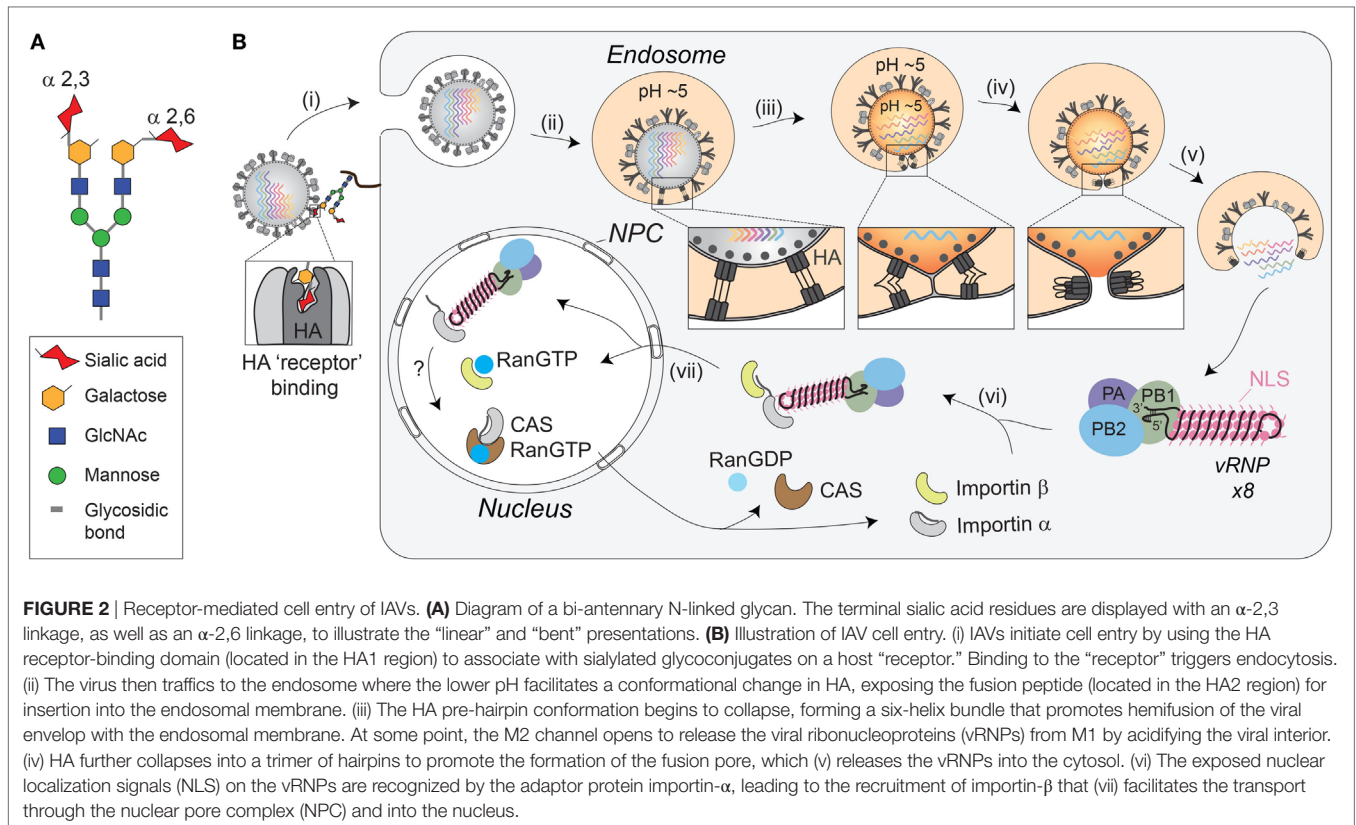 A
α 2,3
α 2,6
Sialic acid
Galactose
GlcNAc
Mannose
Glycosidic
bond
B
(i)
HA
HA 'receptor'
binding
Endosome
(ii)
pH ~5
(iii)
pH ~5
pH ~5
(iv)
(v)
HA
NPC
RanGTP
?
CAS
RanGTP
Nucleus
(vii)
(vi)
NLS
PA
PB1
3'
5'
PB2
vRNP
x8
RanGDP
CAS
Importin β
Importin α
FIGURE 2 | Receptor-mediated cell entry of IAVs. (A) Diagram of a bi-antennary N-linked glycan. The terminal sialic acid residues are displayed with an α-2,3
linkage, as well as an α-2,6 linkage, to illustrate the “linear” and “bent” presentations. (B) Illustration of IAV cell entry. (i) IAVs initiate cell entry by using the HA
receptor-binding domain (located in the HA1 region) to associate with sialylated glycoconjugates on a host “receptor.” Binding to the “receptor” triggers endocytosis.
(ii) The virus then traffics to the endosome where the lower pH facilitates a conformational change in HA, exposing the fusion peptide (located in the HA2 region) for
insertion into the endosomal membrane. (iii) The HA pre-hairpin conformation begins to collapse, forming a six-helix bundle that promotes hemifusion of the viral
envelop with the endosomal membrane. At some point, the M2 channel opens to release the viral ribonucleoproteins (vRNPs) from M1 by acidifying the viral interior.
(iv) HA further collapses into a trimer of hairpins to promote the formation of the fusion pore, which (v) releases the vRNPs into the cytosol. (vi) The exposed nuclear
localization signals (NLS) on the vRNPs are recognized by the adaptor protein importin-α, leading to the recruitment of importin-β that (vii) facilitates the transport
through the nuclear pore complex (NPC) and into the nucleus.